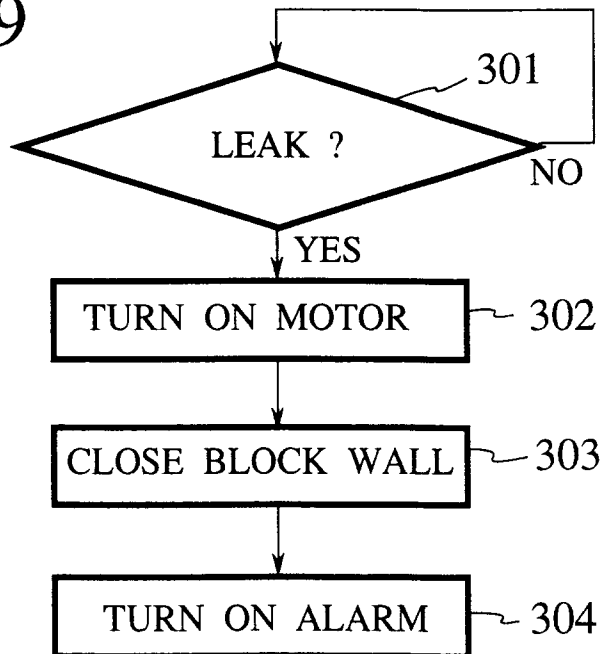 9
301
LEAK ?
NO
YES
TURN ON MOTOR
302
CLOSE BLOCK WALL
303
TURN ON ALARM
304